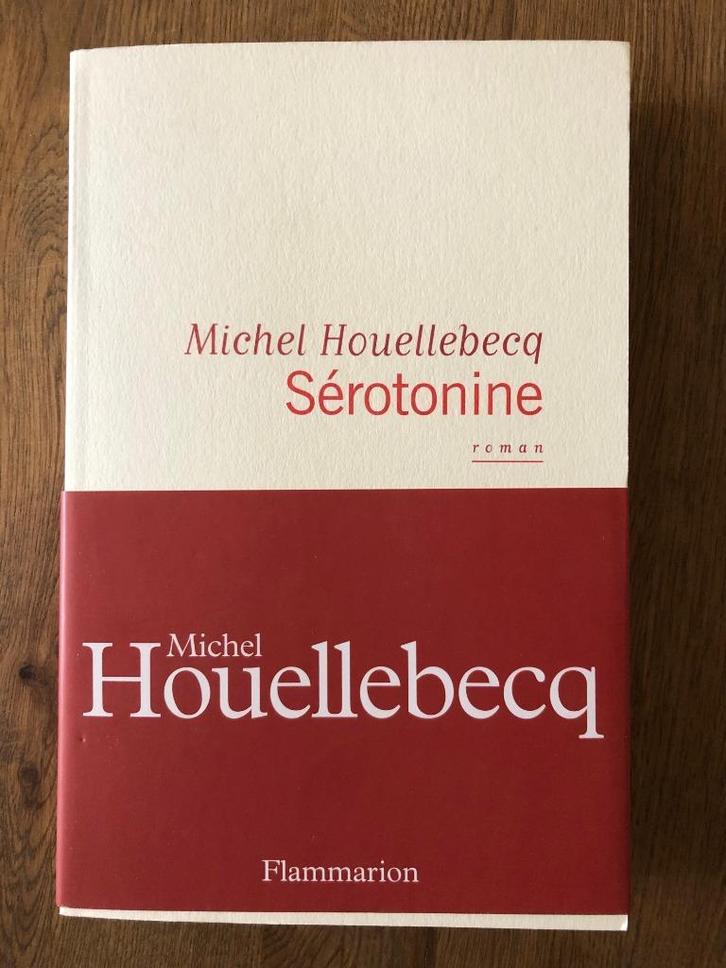 Michel Houellebecq
Sérotonine
roman
Michel
Houellebecq
Flammarion